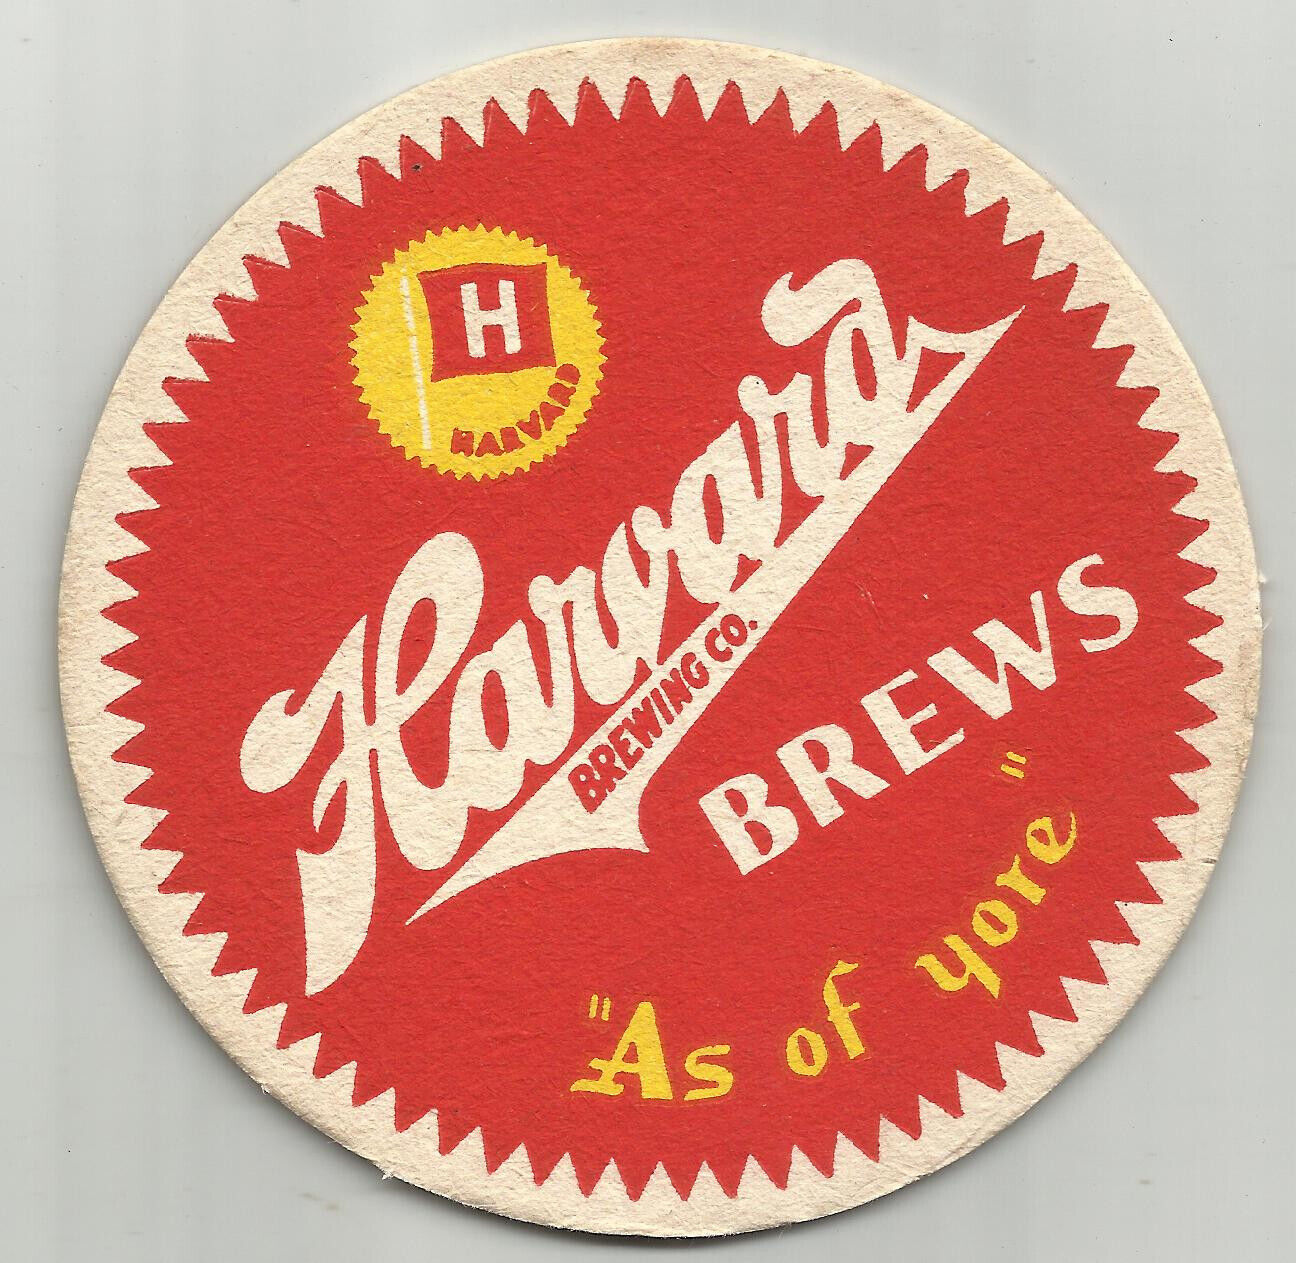 H
HARVARD
Harvard
BREWING CO.
BREWS
"As of yore"